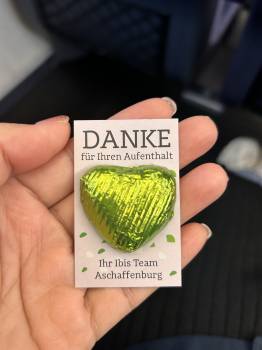 DANKE
für Ihren Aufenthalt
Ihr Ibis Team
Aschaffenburg